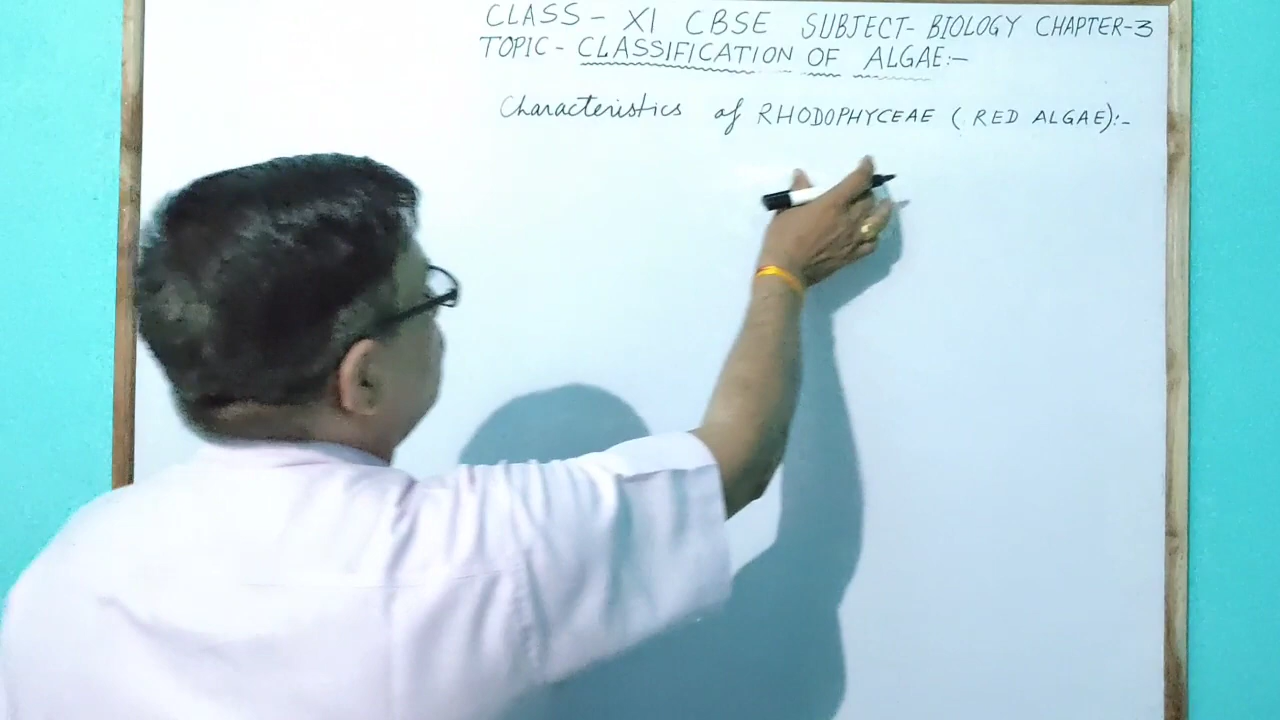 CLASS - XI CBSE SUBJECT- BIOLOGY CHAPTER-3
TOPIC - CLASSIFICATION OF ALGAE:-
Characteristics of RHODOPHYCEAE ( RED ALGAE):-